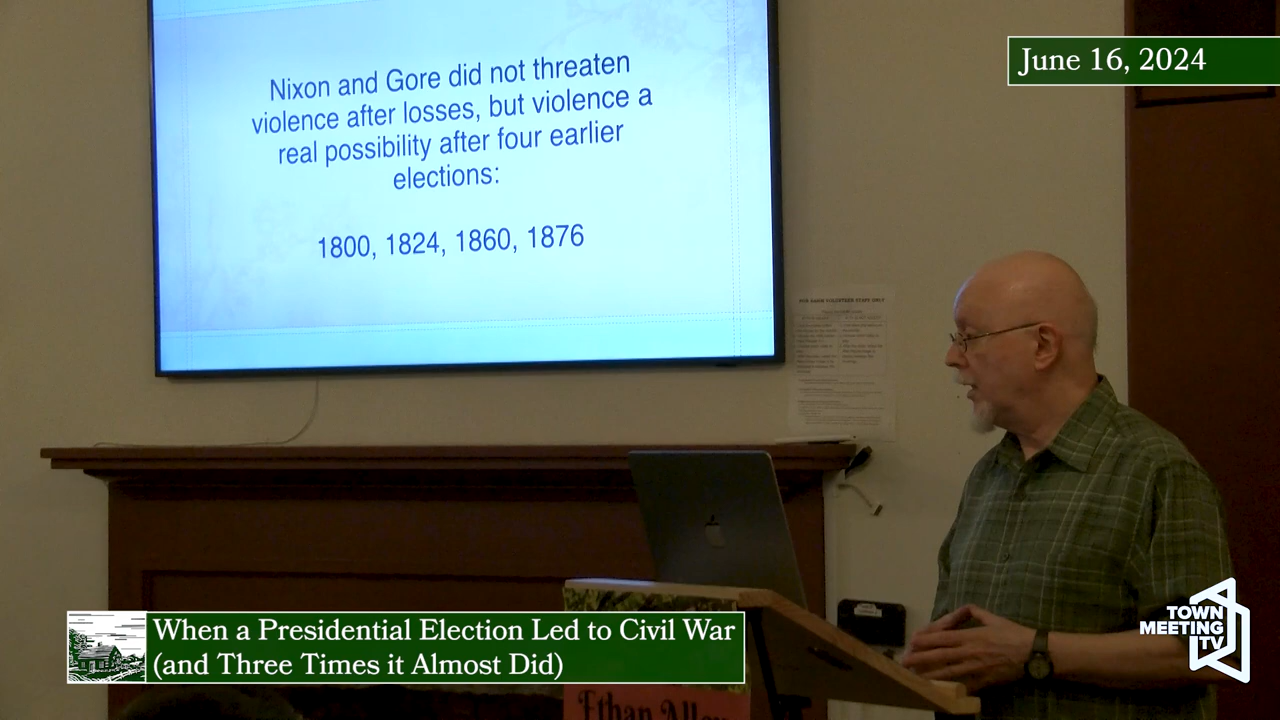 Nixon and Gore did not threaten
violence after losses, but violence a
real possibility after four earlier
elections:
1800, 1824, 1860, 1876
June 16, 2024
When a Presidential Election Led to Civil War
(and Three Times it Almost Did)
TOWN
MEETING
TV
Ethan Allen